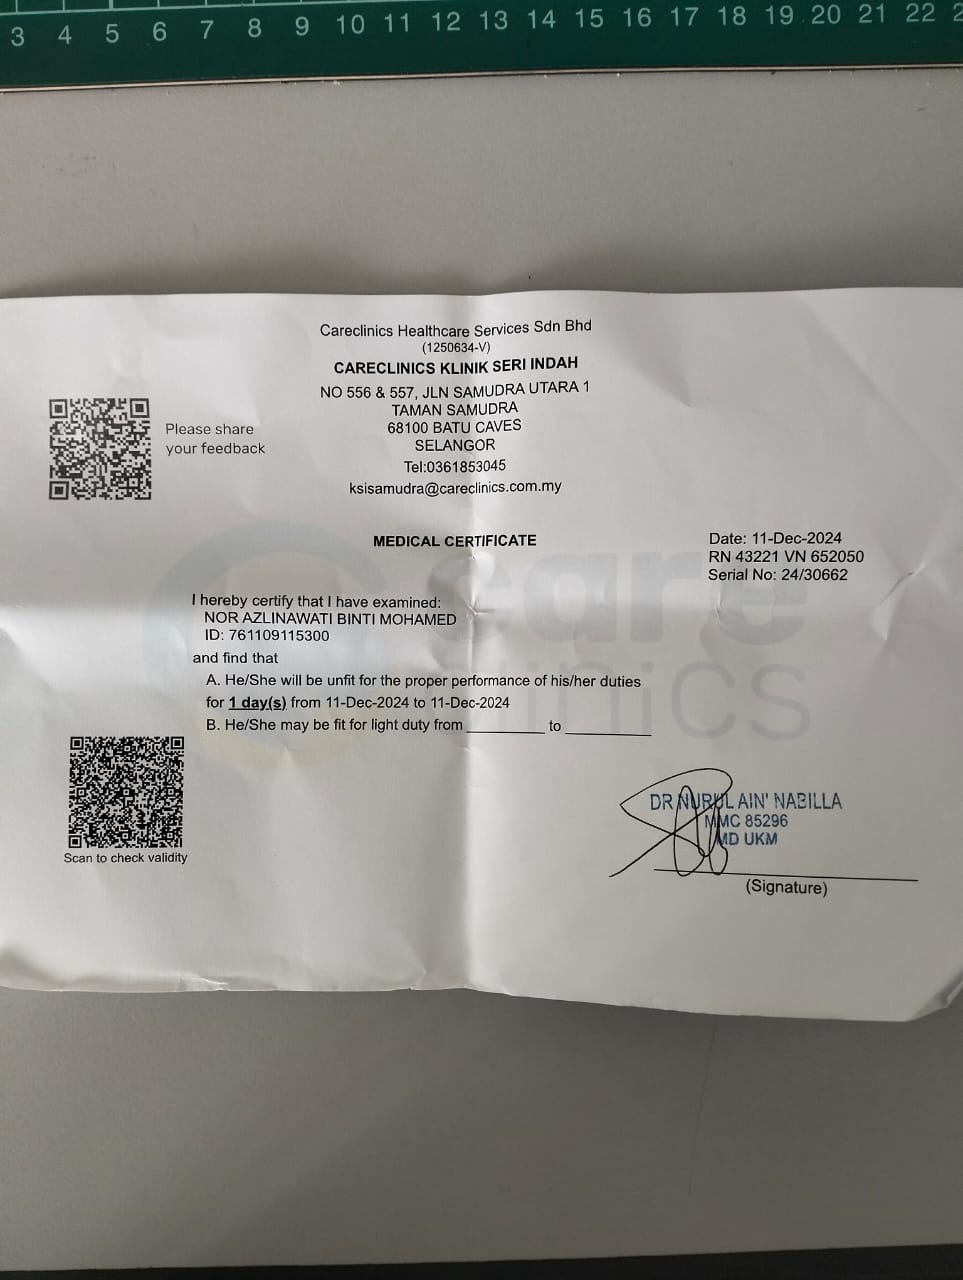 3 4 5 6 7 8 9 10 11 12 13 14 15 16 17 18 19 20 21 22 2
Careclinics Healthcare Services Sdn Bhd
(1250634-V)
CARECLINICS KLINIK SERI INDAH
NO 556 & 557, JLN SAMUDRA UTARA 1
TAMAN SAMUDRA
68100 BATU CAVES
SELANGOR
Tel:0361853045
ksisamudra@careclinics.com.my
Please share
your feedback
MEDICAL CERTIFICATE
Date: 11-Dec-2024
RN 43221 VN 652050
Serial No: 24/30662
care
cliniCS
I hereby certify that I have examined:
NOR AZLINAWATI BINTI MOHAMED
ID: 761109115300
and find that
A. He/She will be unfit for the proper performance of his/her duties
for 1 day(s) from 11-Dec-2024 to 11-Dec-2024
B. He/She may be fit for light duty from __________ to __________
Scan to check validity
DR NURUL AIN' NABILLA
MMC 85296
MD UKM
(Signature)